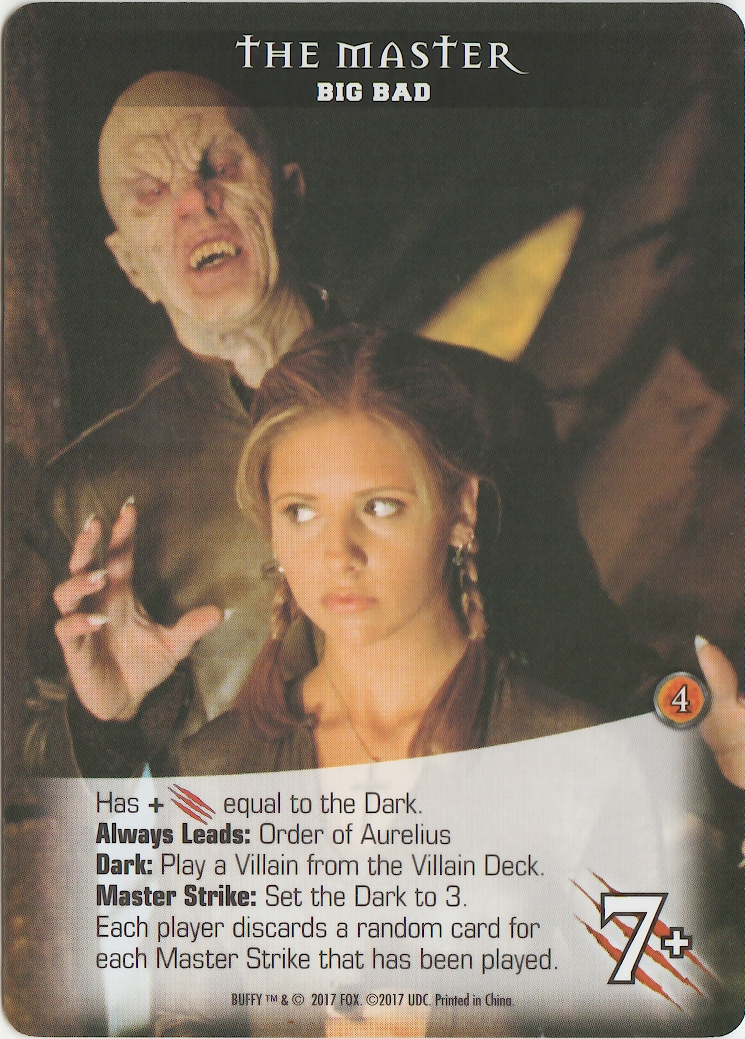 THE MASTER
BIG BAD
4
Has + equal to the Dark.
Always Leads: Order of Aurelius
Dark: Play a Villain from the Villain Deck.
Master Strike: Set the Dark to 3.
Each player discards a random card for
each Master Strike that has been played.
7+
BUFFY ™ & © 2017 FOX. ©2017 UDC. Printed in China.